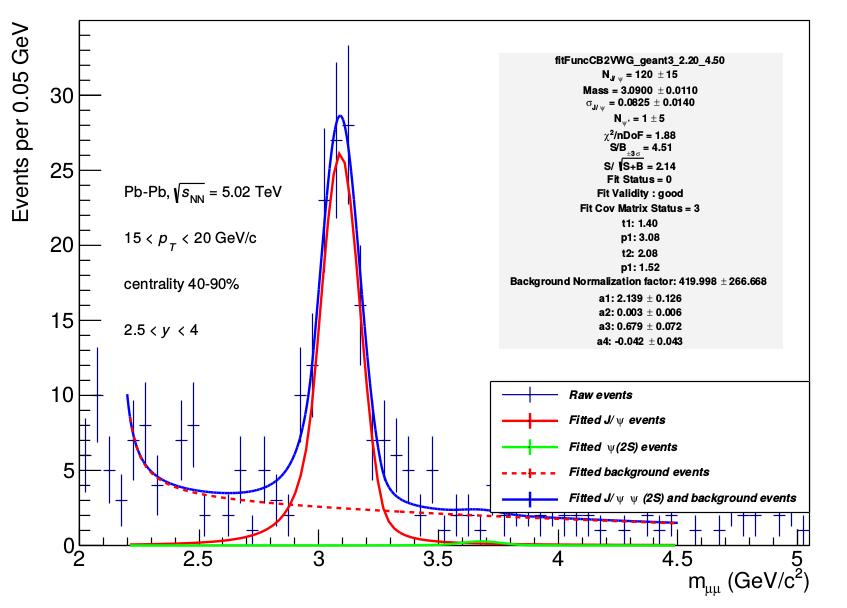 Events per 0.05 GeV
30
25
20
15
10
5
0
2
2.5
3
3.5
4
4.5
5
m_μμ (GeV/c²)
Pb-Pb, √s_NN = 5.02 TeV
15 < p_T < 20 GeV/c
centrality 40-90%
2.5 < y < 4
fitFuncCB2VWG_geant3_2.20_4.50
N_J/ψ = 120 ± 15
Mass = 3.0900 ± 0.0110
σ_J/ψ = 0.0825 ± 0.0140
N_ψ' = 1 ± 5
χ²/nDoF = 1.88
S/B_±3σ = 4.51
S/√S+B = 2.14
Fit Status = 0
Fit Validity : good
Fit Cov Matrix Status = 3
t1: 1.40
p1: 3.08
t2: 2.08
p1: 1.52
Background Normalization factor: 419.998 ± 266.668
a1: 2.139 ± 0.126
a2: 0.003 ± 0.006
a3: 0.679 ± 0.072
a4: -0.042 ± 0.043
Raw events
Fitted J/ψ events
Fitted ψ(2S) events
Fitted background events
Fitted J/ψ ψ (2S) and background events